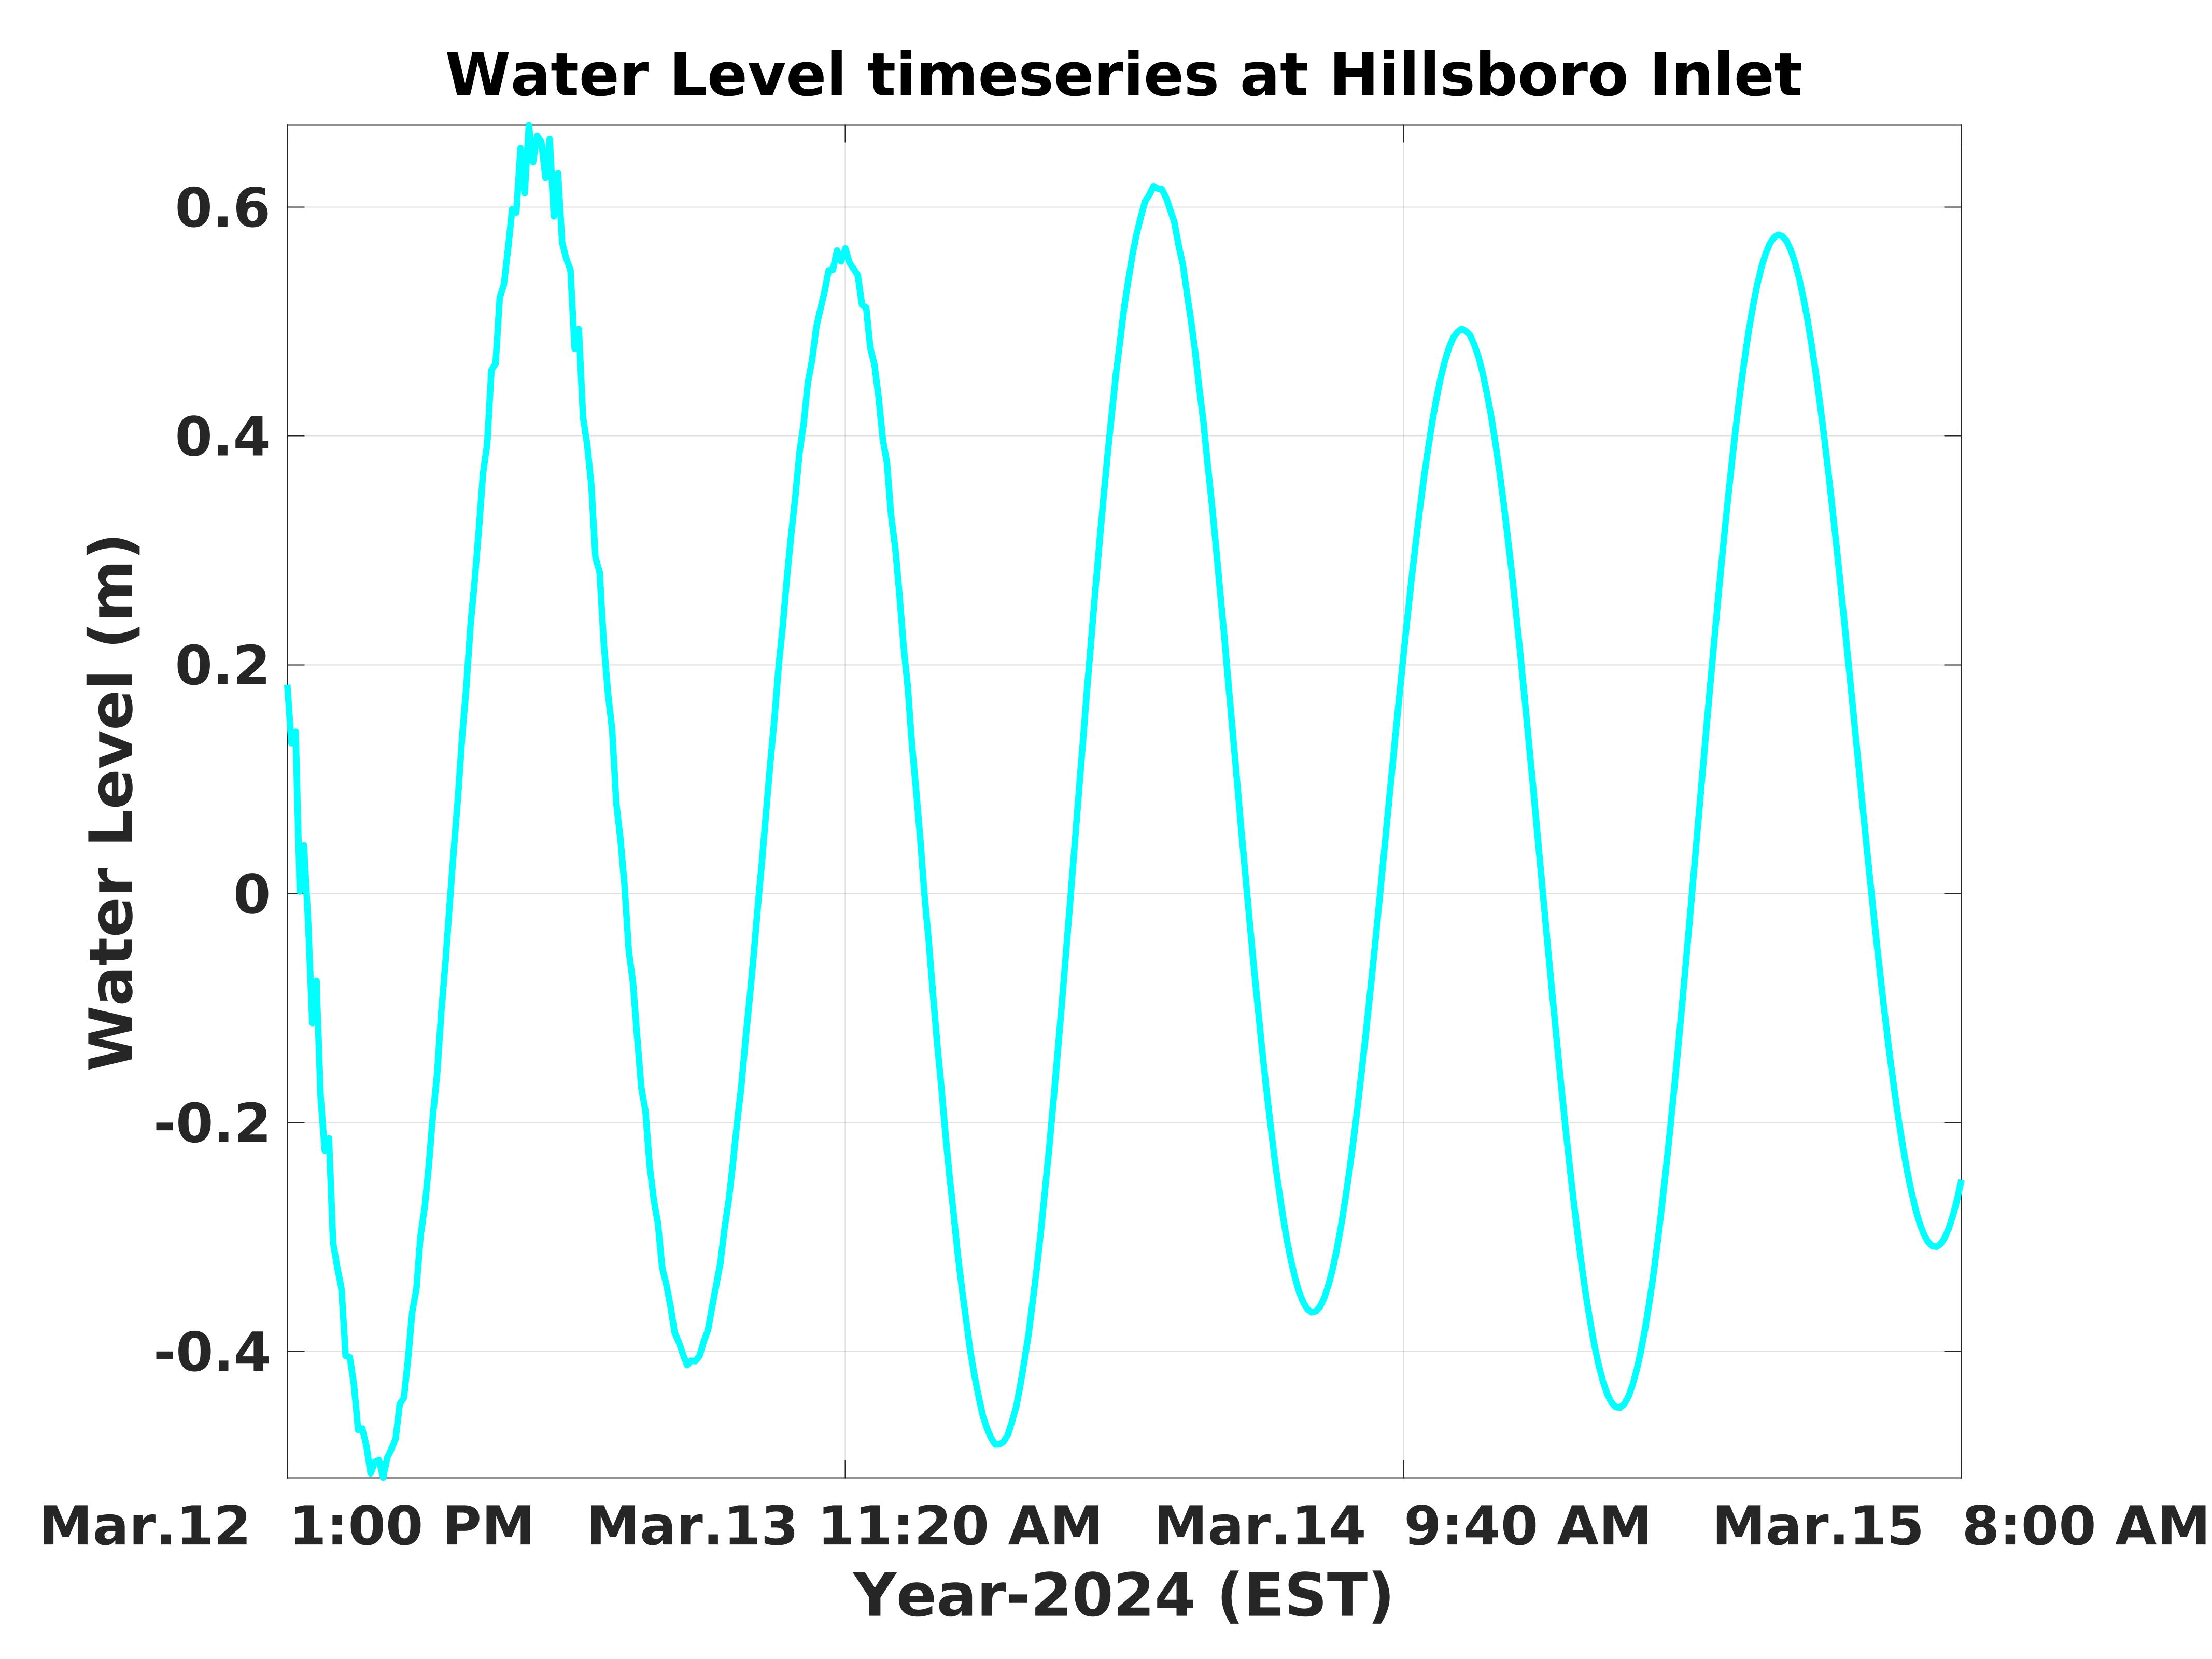 Water Level timeseries at Hillsboro Inlet
0.6
0.4
0.2
0
-0.2
-0.4
Water Level (m)
Mar.12 1:00 PM
Mar.13 11:20 AM
Mar.14 9:40 AM
Mar.15 8:00 AM
Year-2024 (EST)